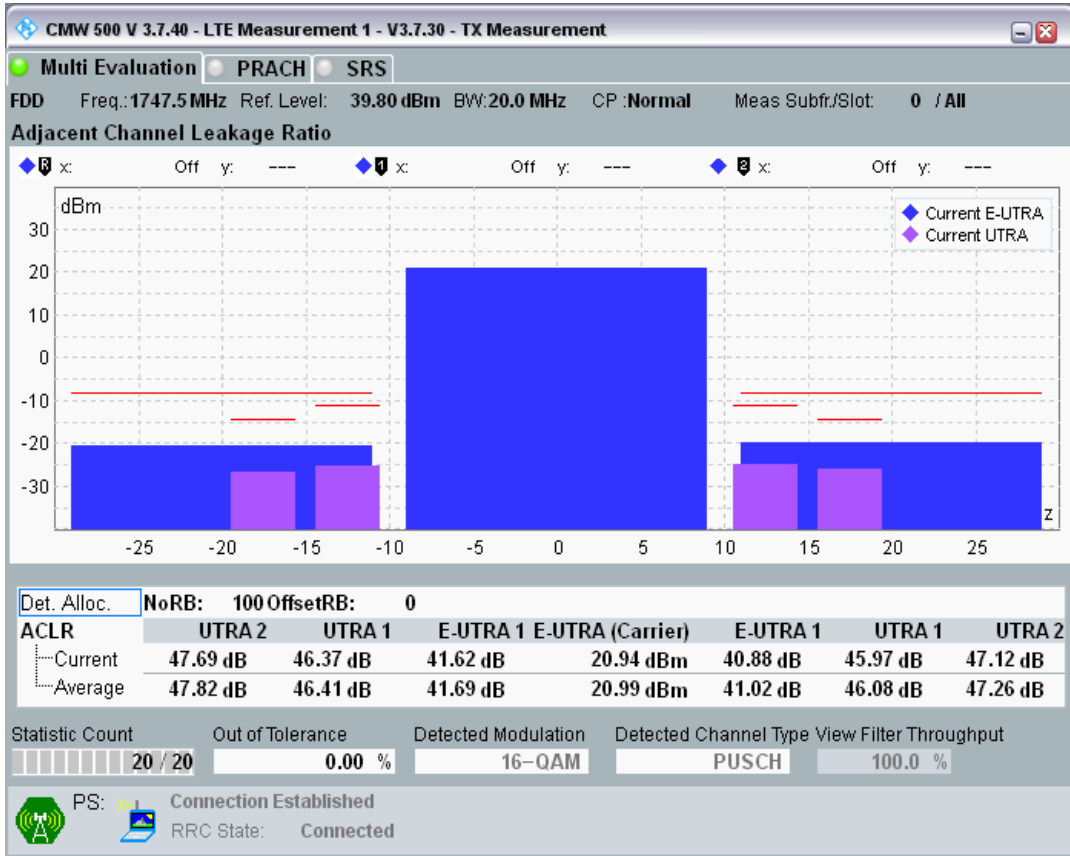 CMW 500 V 3.7.40 - LTE Measurement 1 - V3.7.30 - TX Measurement
Multi Evaluation PRACH SRS
FDD Freq.:1747.5 MHz Ref. Level: 39.80 dBm BW:20.0 MHz CP :Normal Meas Subfr./Slot: 0 / All
Adjacent Channel Leakage Ratio
R x: Off y: --- 1 x: Off y: --- 2 x: Off y: ---
dBm
Current E-UTRA
Current UTRA
30
20
10
0
-10
-20
-30
z
-25 -20 -15 -10 -5 0 5 10 15 20 25
Det. Alloc. NoRB: 100 OffsetRB: 0
ACLR UTRA 2 UTRA 1 E-UTRA 1 E-UTRA (Carrier) E-UTRA 1 UTRA 1 UTRA 2
Current 47.69 dB 46.37 dB 41.62 dB 20.94 dBm 40.88 dB 45.97 dB 47.12 dB
Average 47.82 dB 46.41 dB 41.69 dB 20.99 dBm 41.02 dB 46.08 dB 47.26 dB
Statistic Count Out of Tolerance Detected Modulation Detected Channel Type View Filter Throughput
20 / 20 0.00 % 16-QAM PUSCH 100.0 %
PS: Connection Established
RRC State: Connected